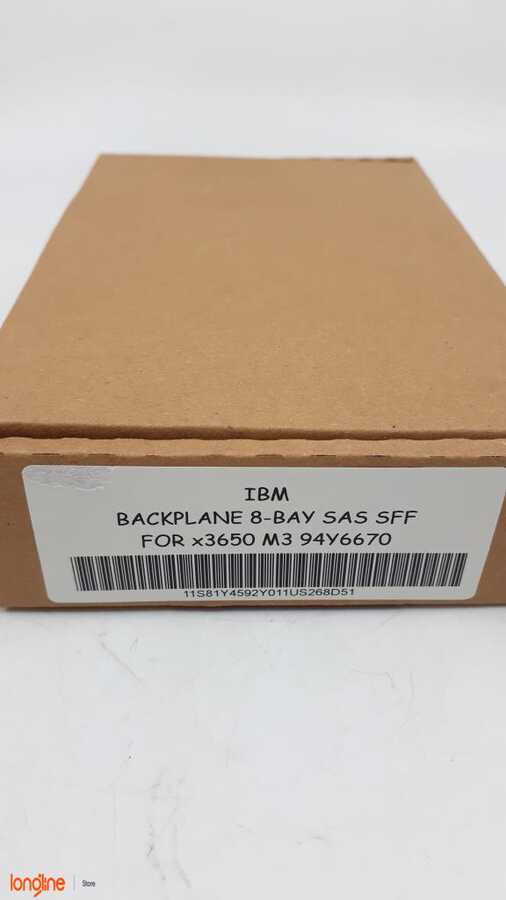 IBM
BACKPLANE 8-BAY SAS SFF
FOR x3650 M3 94Y6670
11S81Y4592Y011US268D51
longline | Store